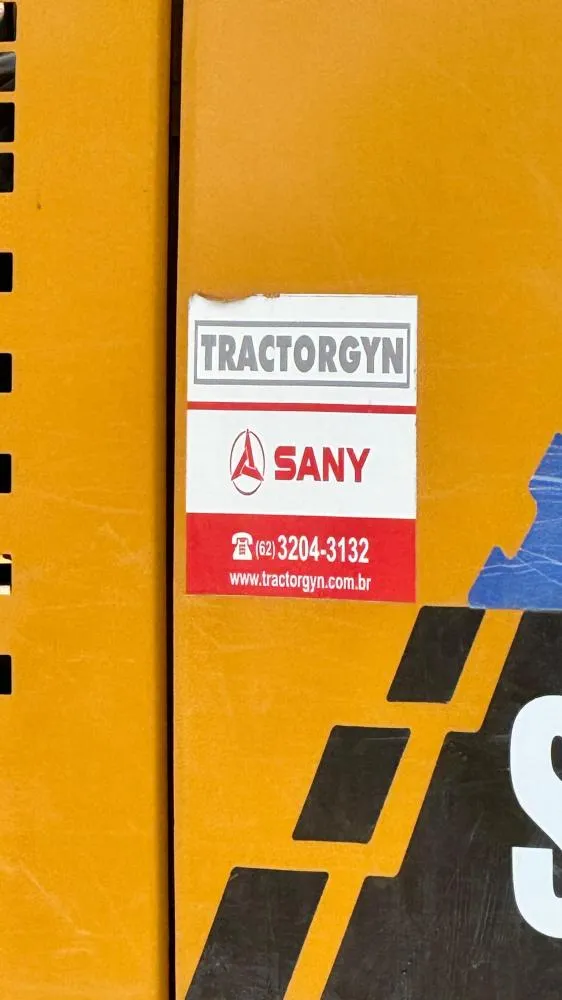 TRACTORGYN
SANY
(62) 3204-3132
www.tractorgyn.com.br
S